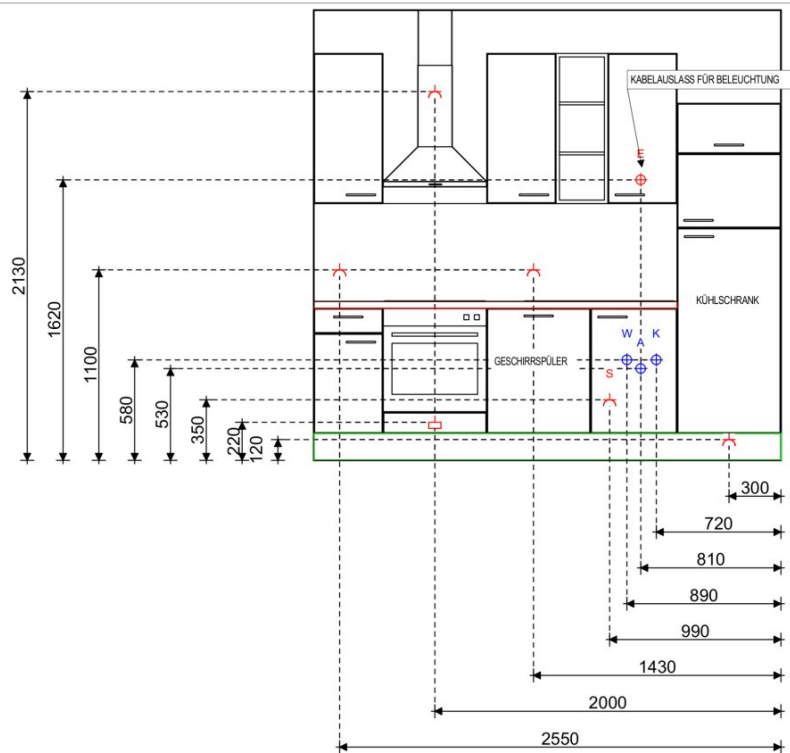 KABELAUSLASS FÜR BELEUCHTUNG
E
2130
1620
1100
KÜHLSCHRANK
W
K
A
GESCHIRRSPÜLER
S
580
530
350
220
120
300
720
810
890
990
1430
2000
2550